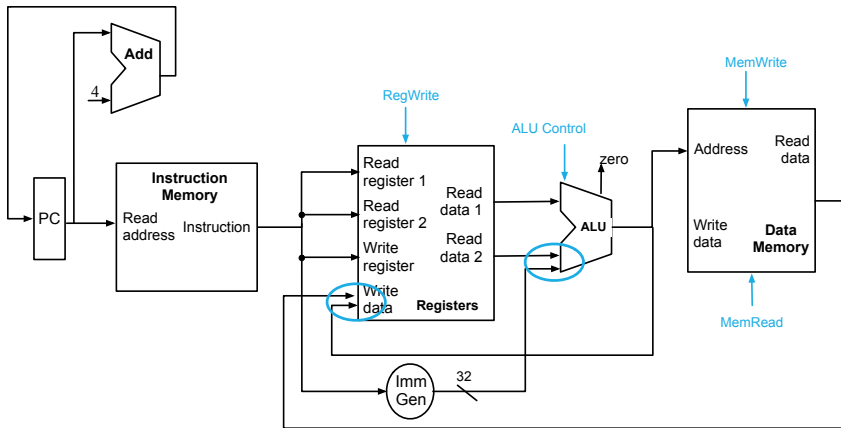 Add
4
PC
Instruction
Memory
Read
address
Instruction
RegWrite
Read
register 1
Read
register 2
Write
register
Write
data
Read
data 1
Read
data 2
Registers
Imm
Gen
32
ALU Control
zero
ALU
MemWrite
Address
Read
data
Write
data
Data
Memory
MemRead